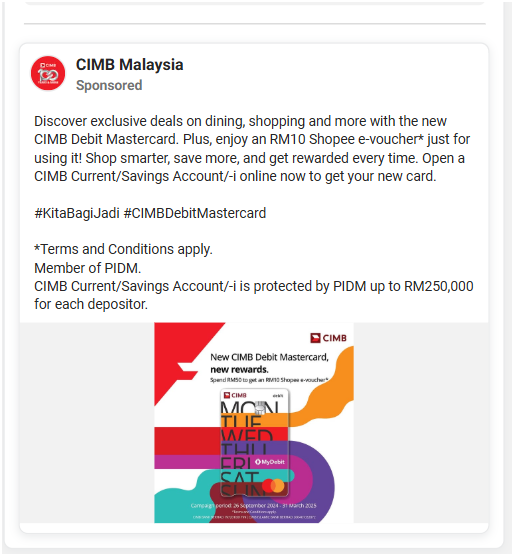 CIMB Malaysia
Sponsored
Discover exclusive deals on dining, shopping and more with the new
CIMB Debit Mastercard. Plus, enjoy an RM10 Shopee e-voucher* just for
using it! Shop smarter, save more, and get rewarded every time. Open a
CIMB Current/Savings Account/-i online now to get your new card.
#KitaBagiJadi #CIMBDebitMastercard
*Terms and Conditions apply.
Member of PIDM.
CIMB Current/Savings Account/-i is protected by PIDM up to RM250,000
for each depositor.
CIMB
New CIMB Debit Mastercard,
new rewards.
Spend RM50 to get an RM10 Shopee e-voucher*
CIMB debit
MON
TUE
WED
THU
FRI
MyDebit
SAT
SUN
Campaign period: 26 September 2024 - 31 March 2025
*Terms and Conditions apply.